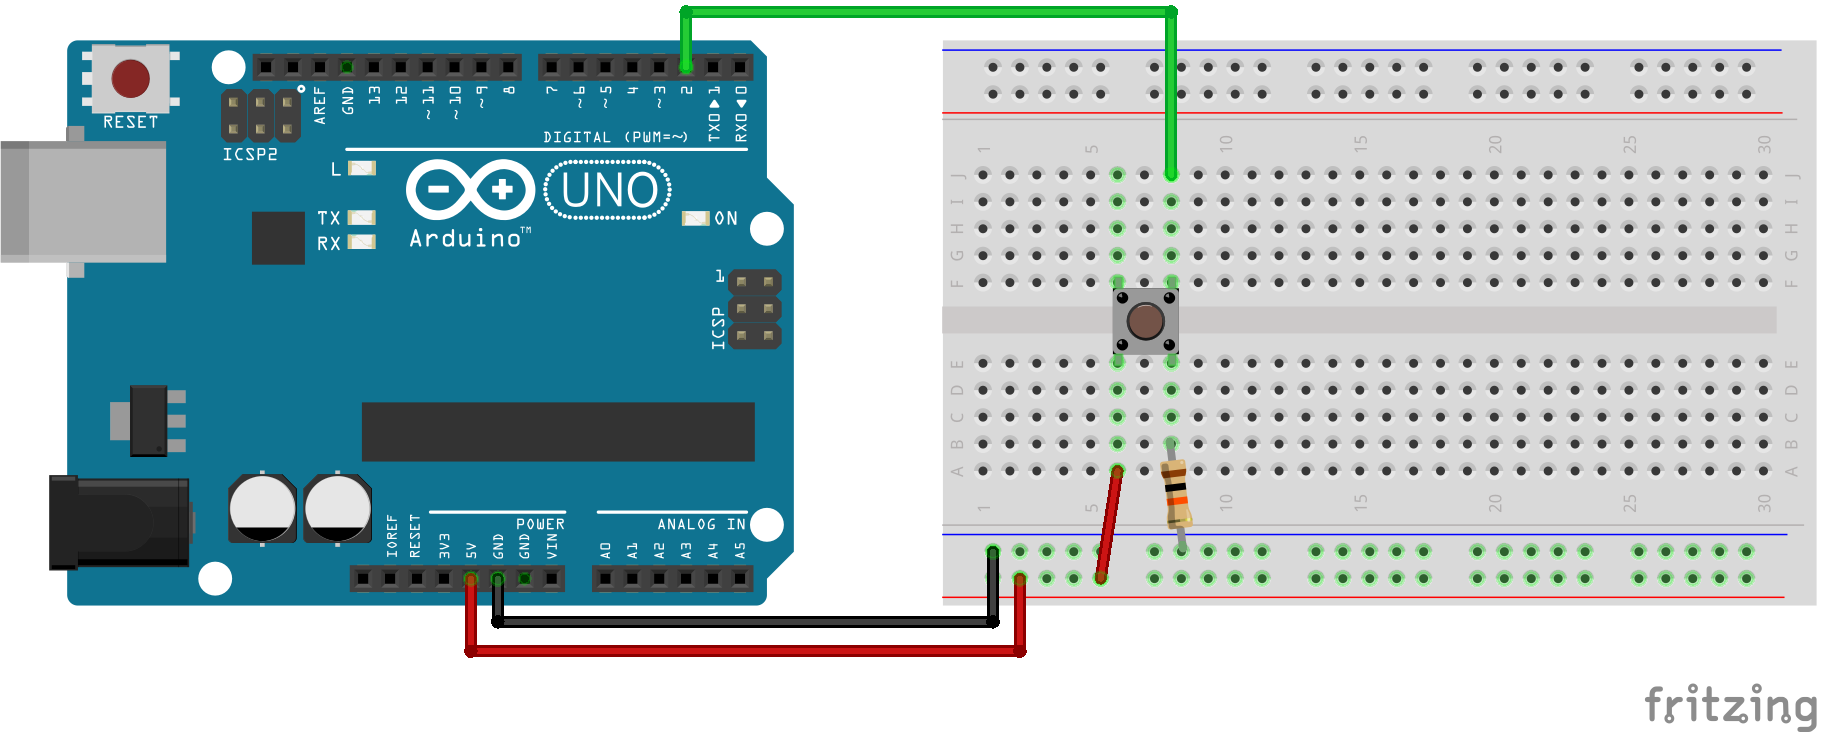 RESET
ICSP2
AREF
GND
13
12
~11
~10
~9
8
7
~6
~5
4
~3
2
TX0▶1
RX0◀0
DIGITAL (PWM=~)
L
TX
RX
Arduino™
UNO
ON
1
ICSP
IOREF
RESET
3V3
5V
GND
GND
VIN
POWER
ANALOG IN
A0
A1
A2
A3
A4
A5
1 5 10 15 20 25 30
J J
I I
H H
G G
F F
E E
D D
C C
B B
A A
1 5 10 15 20 25 30
fritzing